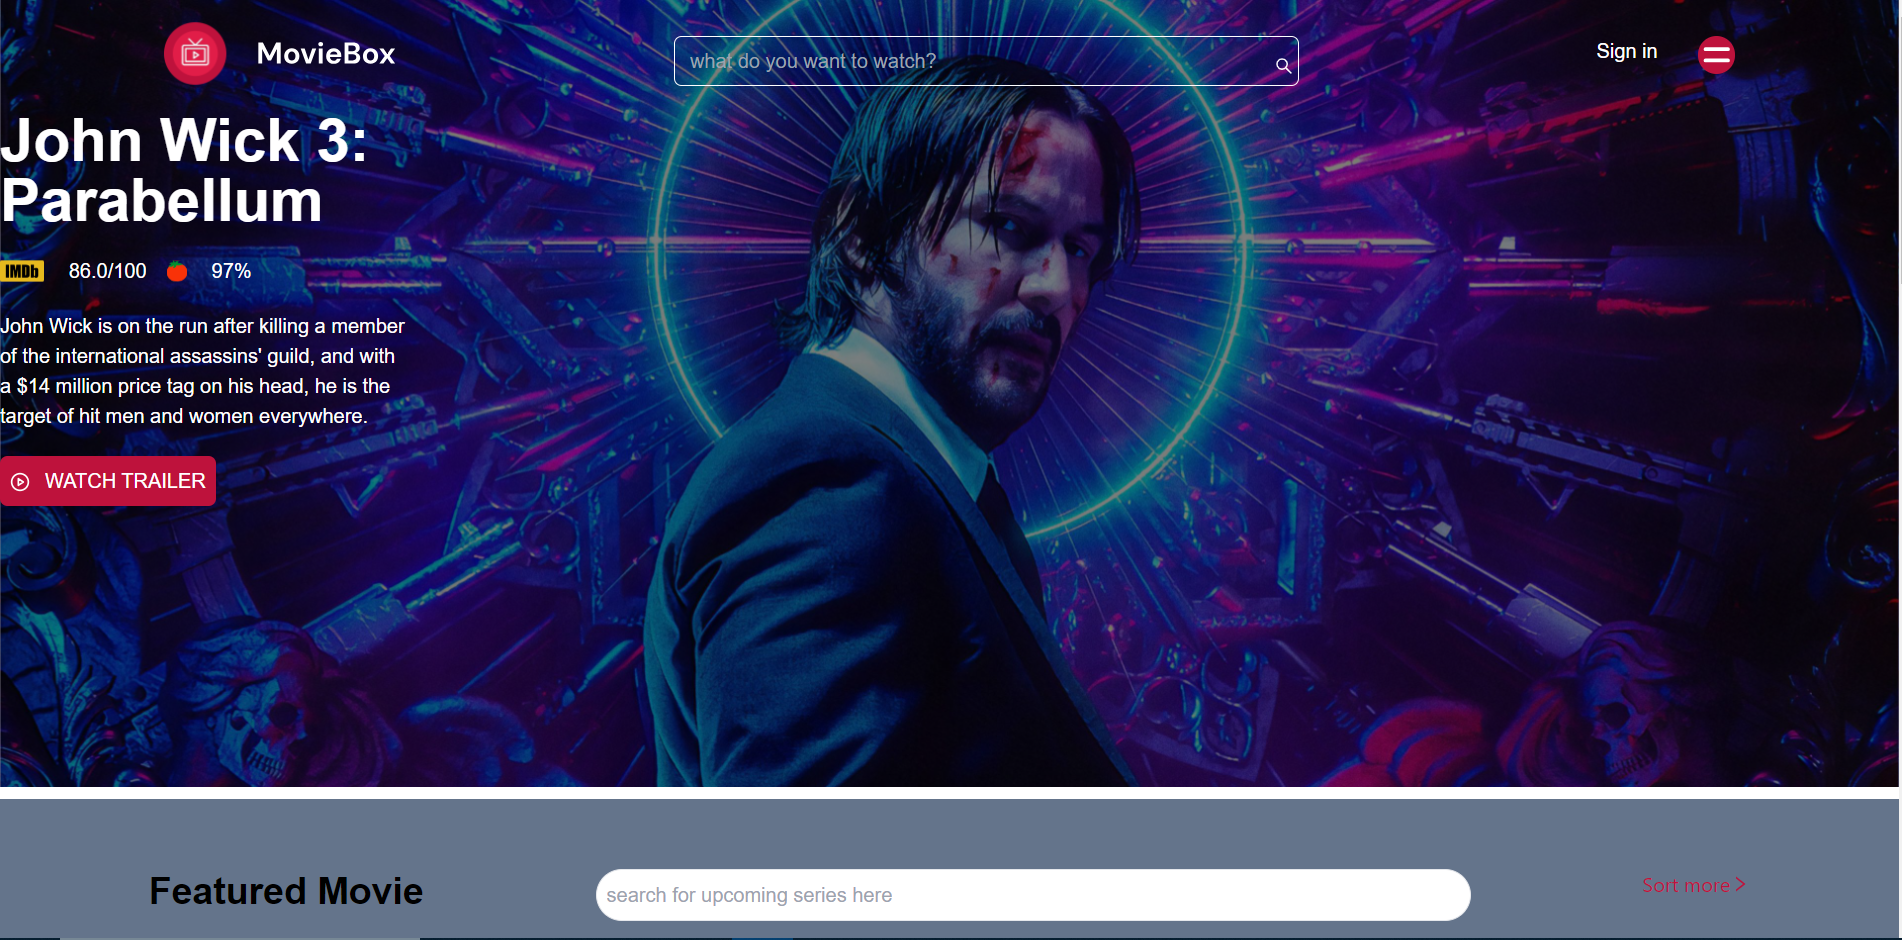 MovieBox
what do you want to watch?
Sign in
John Wick 3:
Parabellum
IMDb 86.0/100 97%
John Wick is on the run after killing a member
of the international assassins' guild, and with
a $14 million price tag on his head, he is the
target of hit men and women everywhere.
WATCH TRAILER
Featured Movie
search for upcoming series here
Sort more >